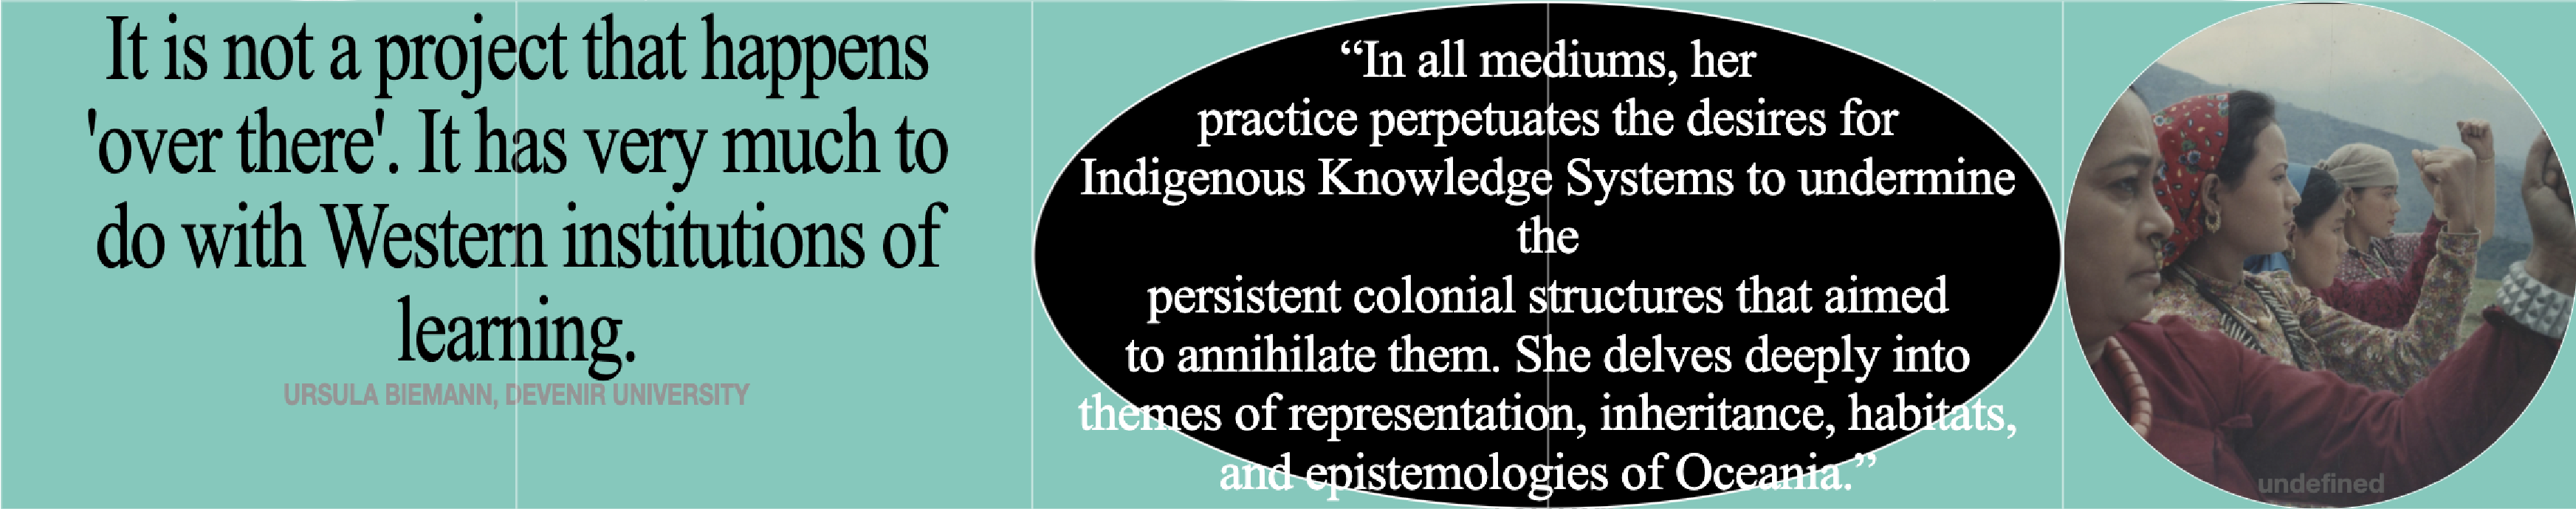 It is not a project that happens
'over there'. It has very much to
do with Western institutions of
learning.
URSULA BIEMANN, DEVENIR UNIVERSITY
“In all mediums, her
practice perpetuates the desires for
Indigenous Knowledge Systems to undermine
the
persistent colonial structures that aimed
to annihilate them. She delves deeply into
themes of representation, inheritance, habitats,
and epistemologies of Oceania.”
undefined